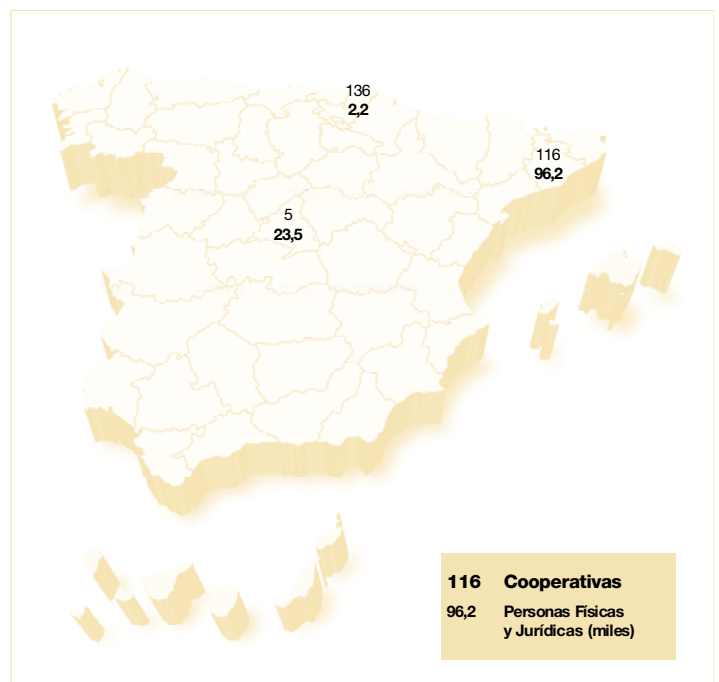 136
2,2
116
96,2
5
23,5
116 Cooperativas
96,2 Personas Físicas
y Jurídicas (miles)